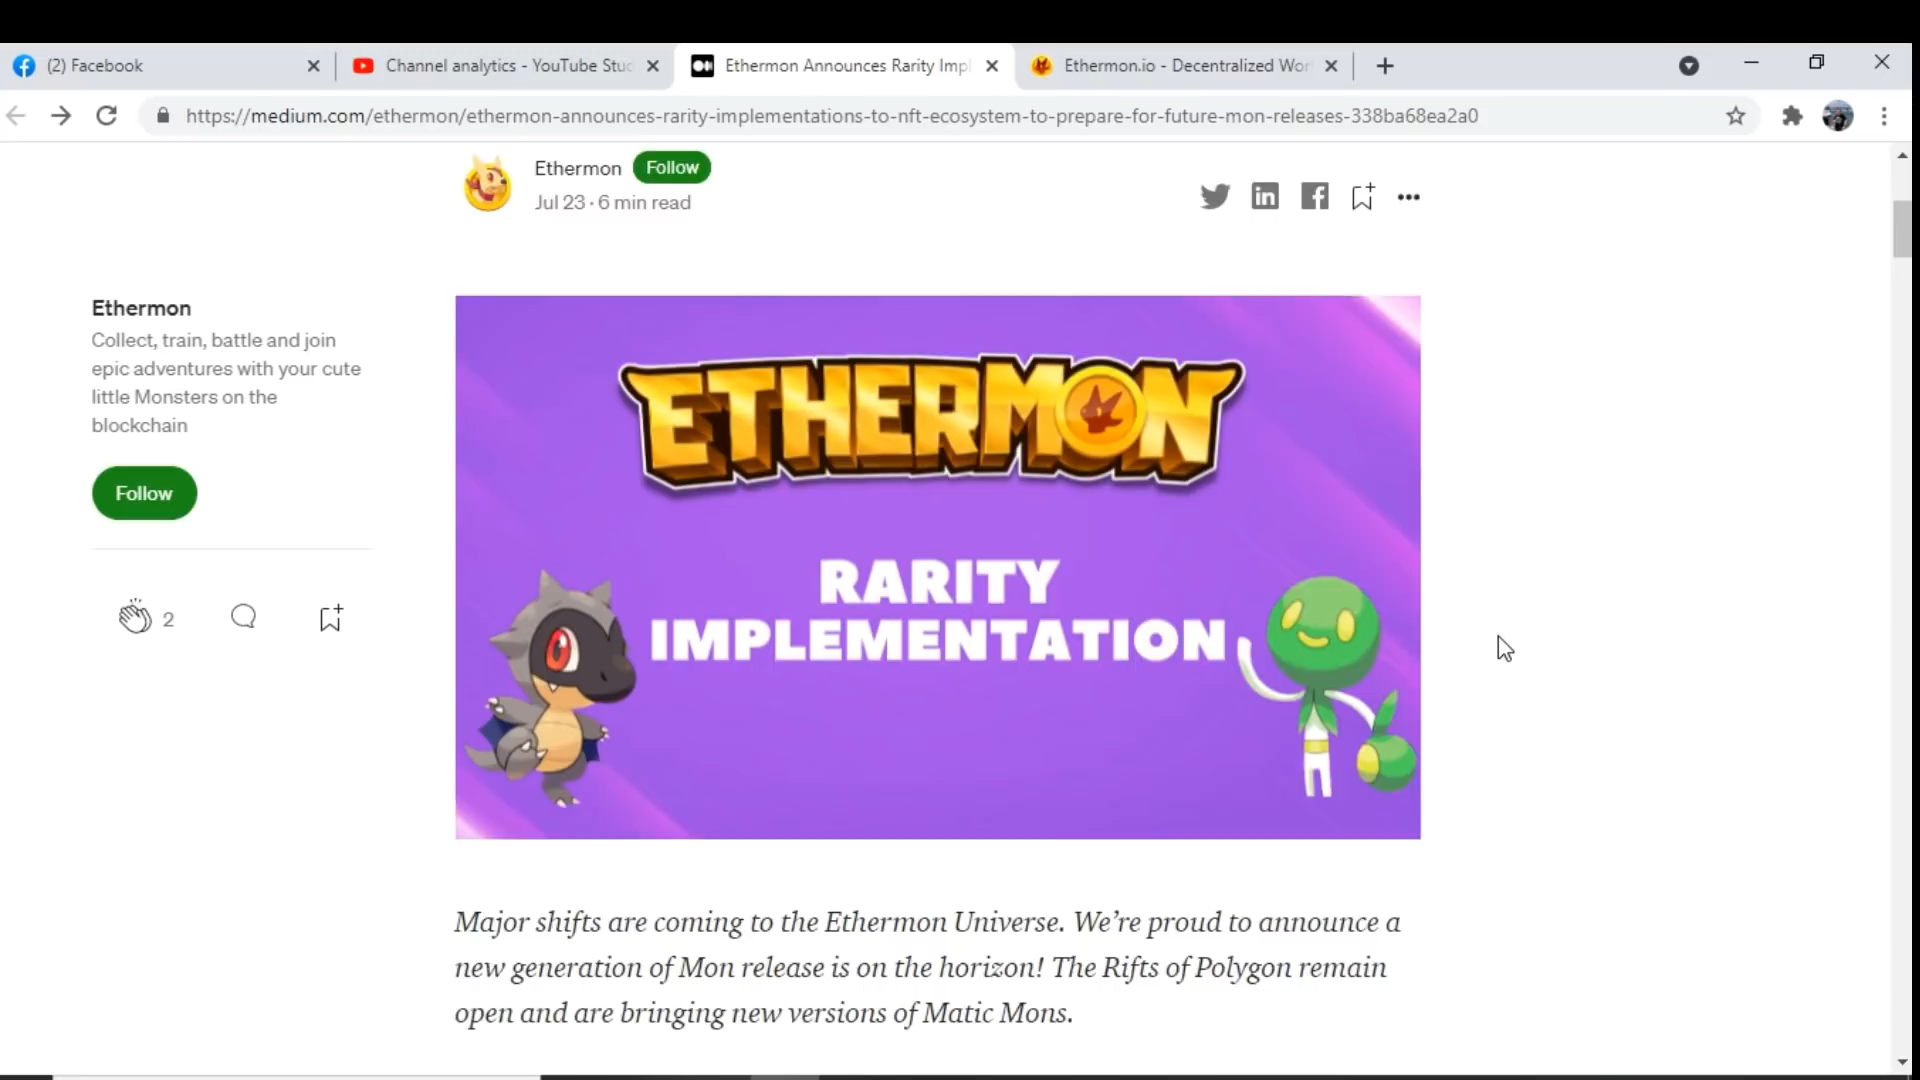 (2) Facebook
Channel analytics - YouTube Stud
Ethermon Announces Rarity Impl
Ethermon.io - Decentralized Wor
https://medium.com/ethermon/ethermon-announces-rarity-implementations-to-nft-ecosystem-to-prepare-for-future-mon-releases-338ba68ea2a0
Ethermon Follow
Jul 23 · 6 min read
Ethermon
Collect, train, battle and join
epic adventures with your cute
little Monsters on the
blockchain
Follow
2
ETHERMON
RARITY
IMPLEMENTATION
Major shifts are coming to the Ethermon Universe. We’re proud to announce a
new generation of Mon release is on the horizon! The Rifts of Polygon remain
open and are bringing new versions of Matic Mons.